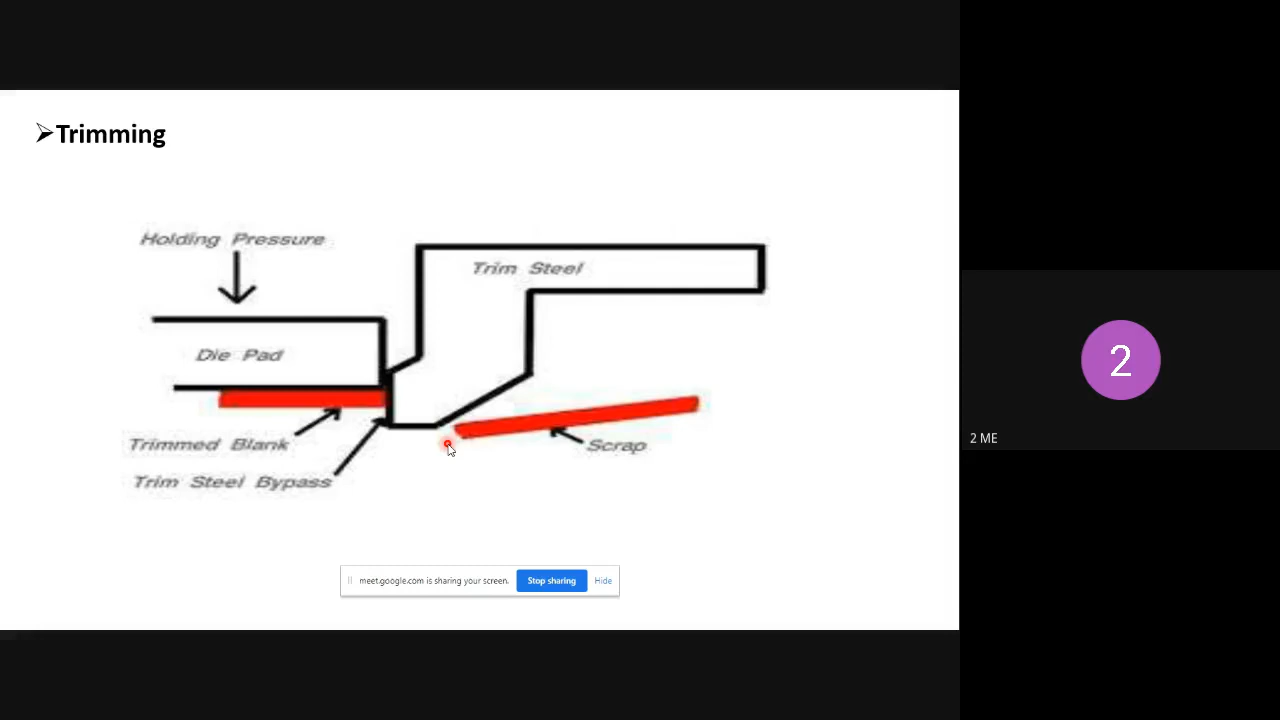 ➢Trimming
Holding Pressure
Trim Steel
Die Pad
Trimmed Blank
Scrap
Trim Steel Bypass
meet.google.com is sharing your screen. Stop sharing Hide
2
2 ME